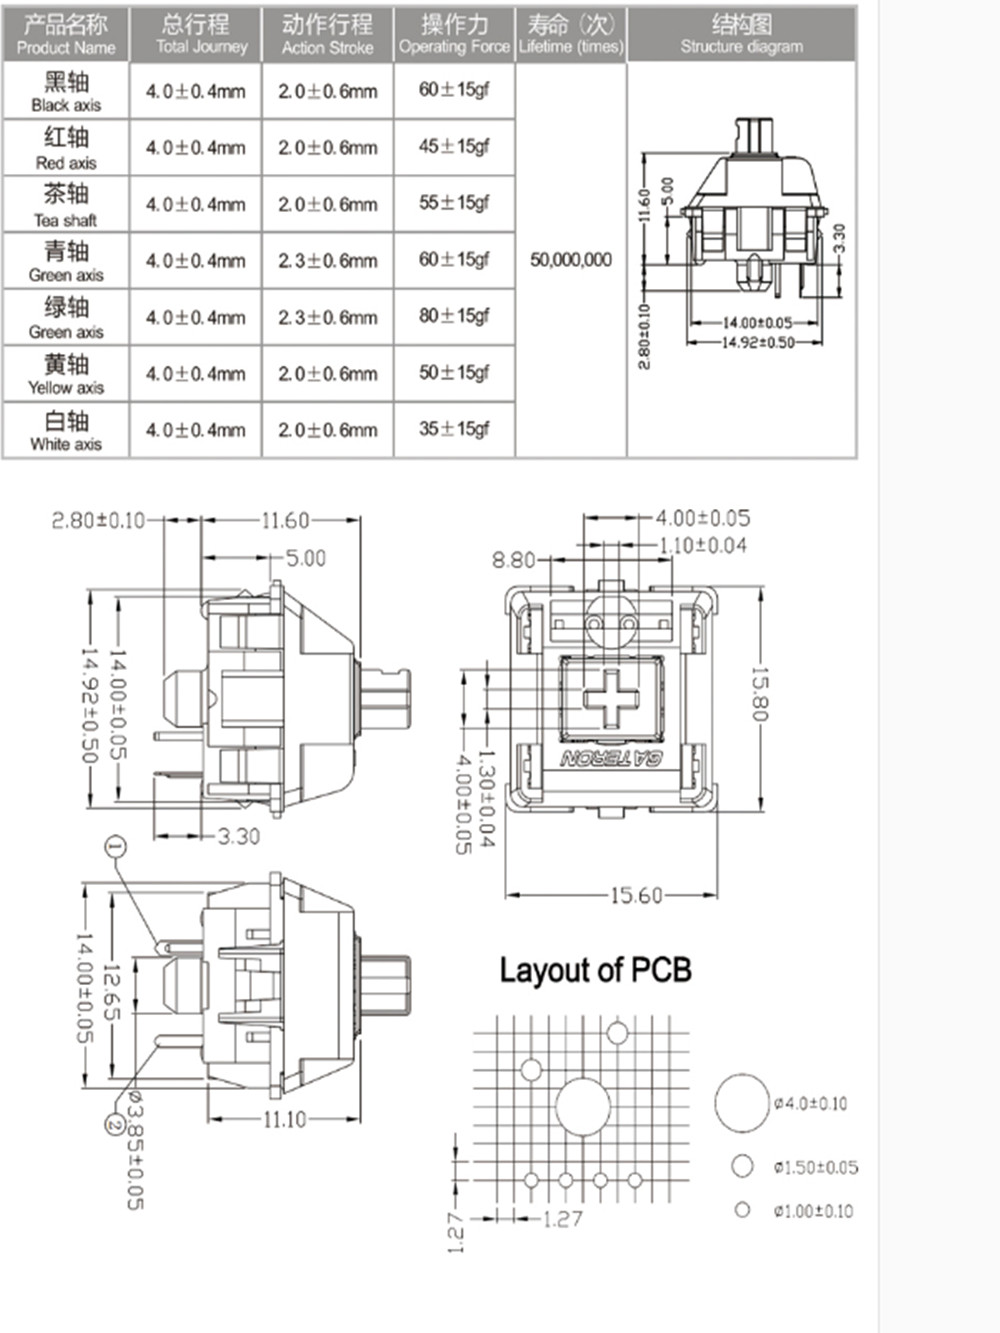 产品名称 总行程 动作行程 操作力 寿命（次） 结构图
Product Name Total Journey Action Stroke Operating Force Lifetime (times) Structure diagram
黑轴
Black axis
4.0±0.4mm 2.0±0.6mm 60±15gf
红轴
Red axis
4.0±0.4mm 2.0±0.6mm 45±15gf
茶轴
Tea shaft
4.0±0.4mm 2.0±0.6mm 55±15gf
青轴
Green axis
4.0±0.4mm 2.3±0.6mm 60±15gf
绿轴
Green axis
4.0±0.4mm 2.3±0.6mm 80±15gf
黄轴
Yellow axis
4.0±0.4mm 2.0±0.6mm 50±15gf
白轴
White axis
4.0±0.4mm 2.0±0.6mm 35±15gf
50,000,000
11.60
5.00
3.30
2.80±0.10
14.00±0.05
14.92±0.50
2.80±0.10
11.60
5.00
14.92±0.50
14.00±0.05
3.30
4.00±0.05
1.10±0.04
8.80
15.80
GATERON
1.30±0.04
4.00±0.05
15.60
1
14.00±0.05
12.65
2
ø3.85±0.05
11.10
Layout of PCB
ø4.0±0.10
ø1.50±0.05
ø1.00±0.10
1.27
1.27